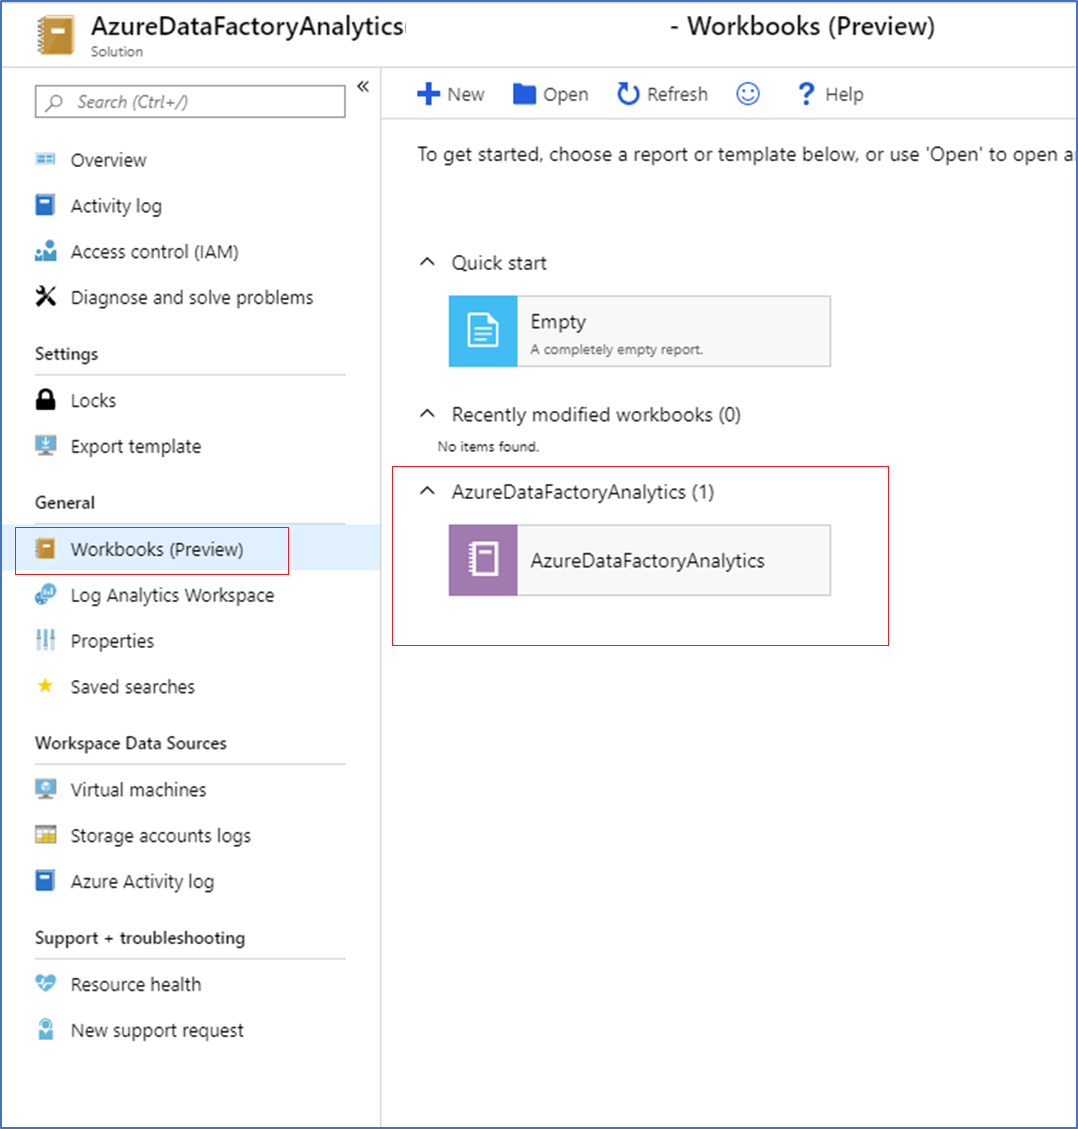 AzureDataFactoryAnalytics - Workbooks (Preview)
Solution
Search (Ctrl+/)
«
Overview
Activity log
Access control (IAM)
Diagnose and solve problems
Settings
Locks
Export template
General
Workbooks (Preview)
Log Analytics Workspace
Properties
Saved searches
Workspace Data Sources
Virtual machines
Storage accounts logs
Azure Activity log
Support + troubleshooting
Resource health
New support request
New Open Refresh ? Help
To get started, choose a report or template below, or use 'Open' to open
Quick start
Empty
A completely empty report.
Recently modified workbooks (0)
No items found.
AzureDataFactoryAnalytics (1)
AzureDataFactoryAnalytics